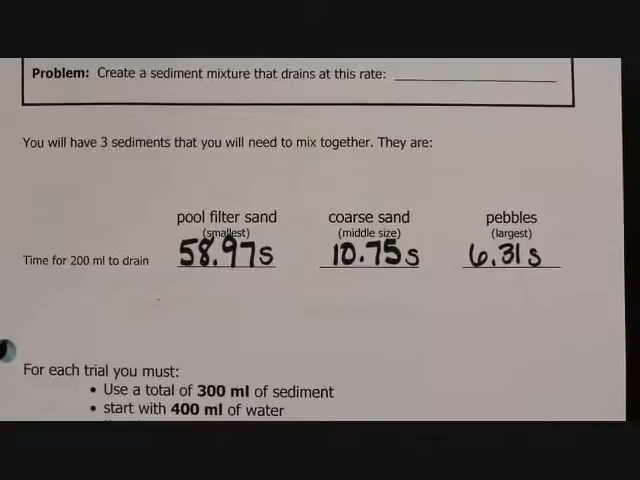 Problem: Create a sediment mixture that drains at this rate:
You will have 3 sediments that you will need to mix together. They are:
pool filter sand coarse sand pebbles
(smallest) (middle size) (largest)
Time for 200 ml to drain 58.97s 10.75s 6.31s
For each trial you must:
• Use a total of 300 ml of sediment
• start with 400 ml of water